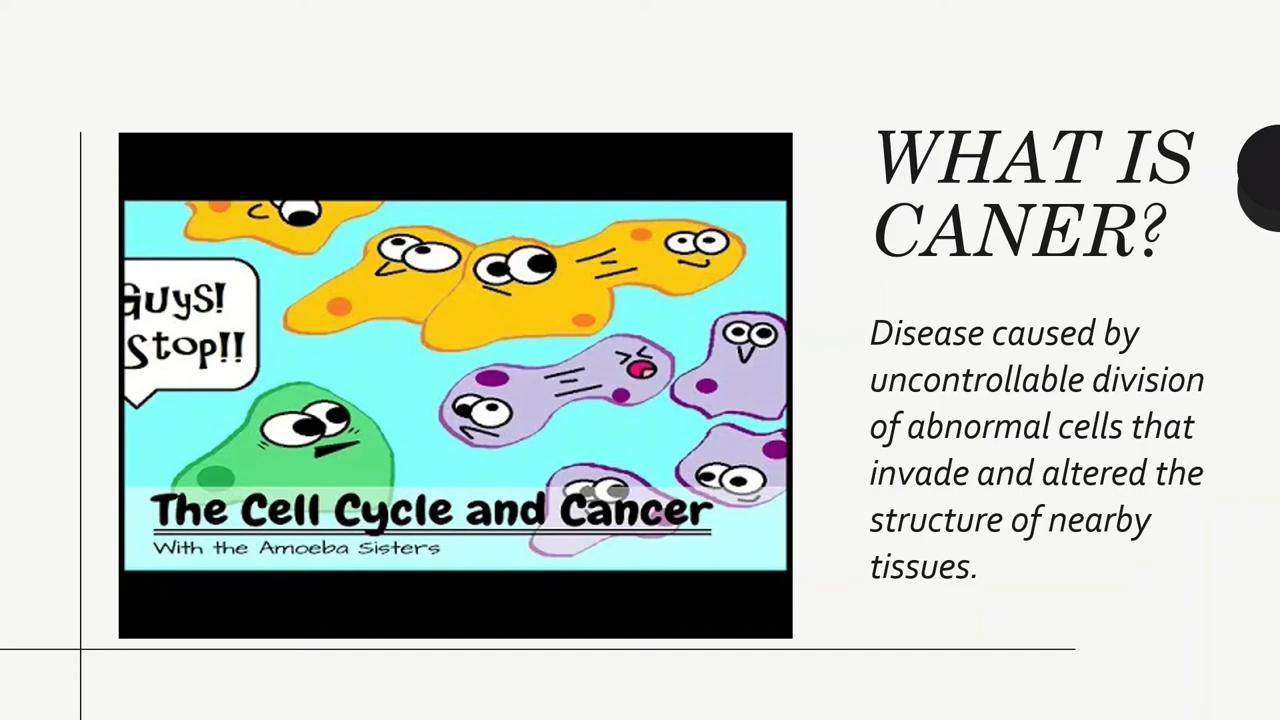 Guys!
Stop!!
The Cell Cycle and Cancer
With the Amoeba Sisters
WHAT IS
CANER?
Disease caused by
uncontrollable division
of abnormal cells that
invade and altered the
structure of nearby
tissues.